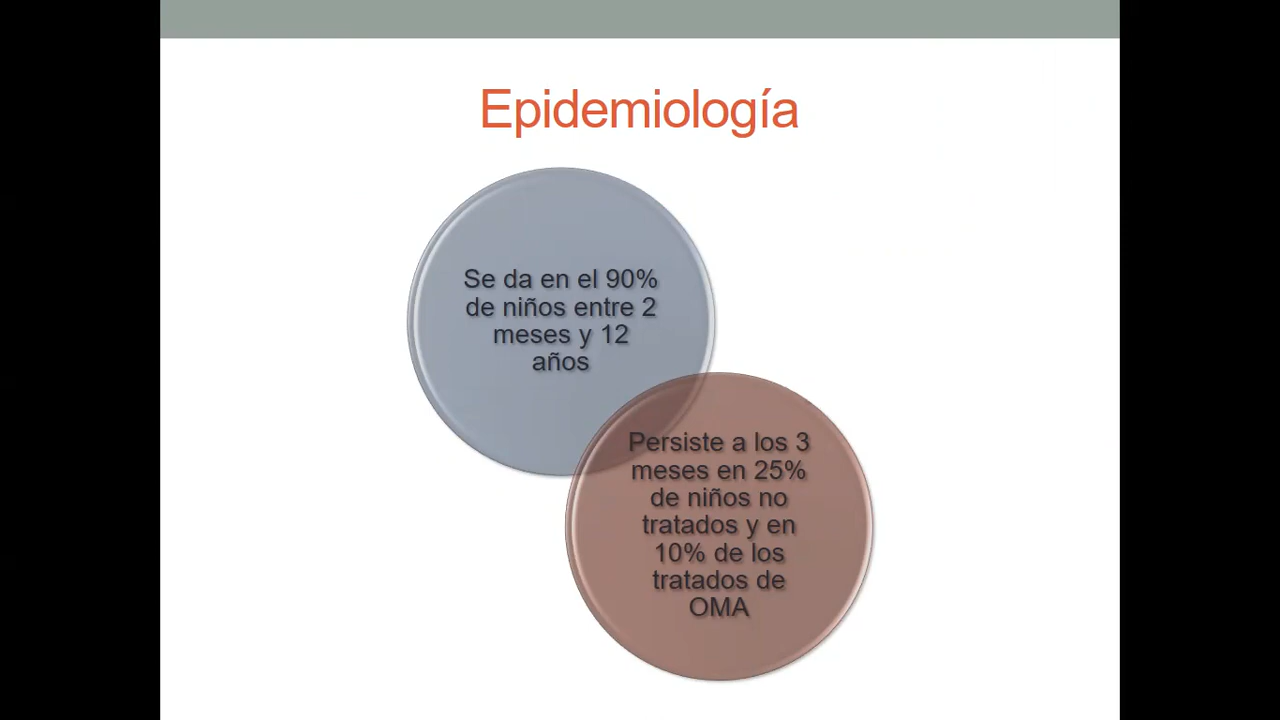 Epidemiología
Se da en el 90%
de niños entre 2
meses y 12
años
Persiste a los 3
meses en 25%
de niños no
tratados y en
10% de los
tratados de
OMA